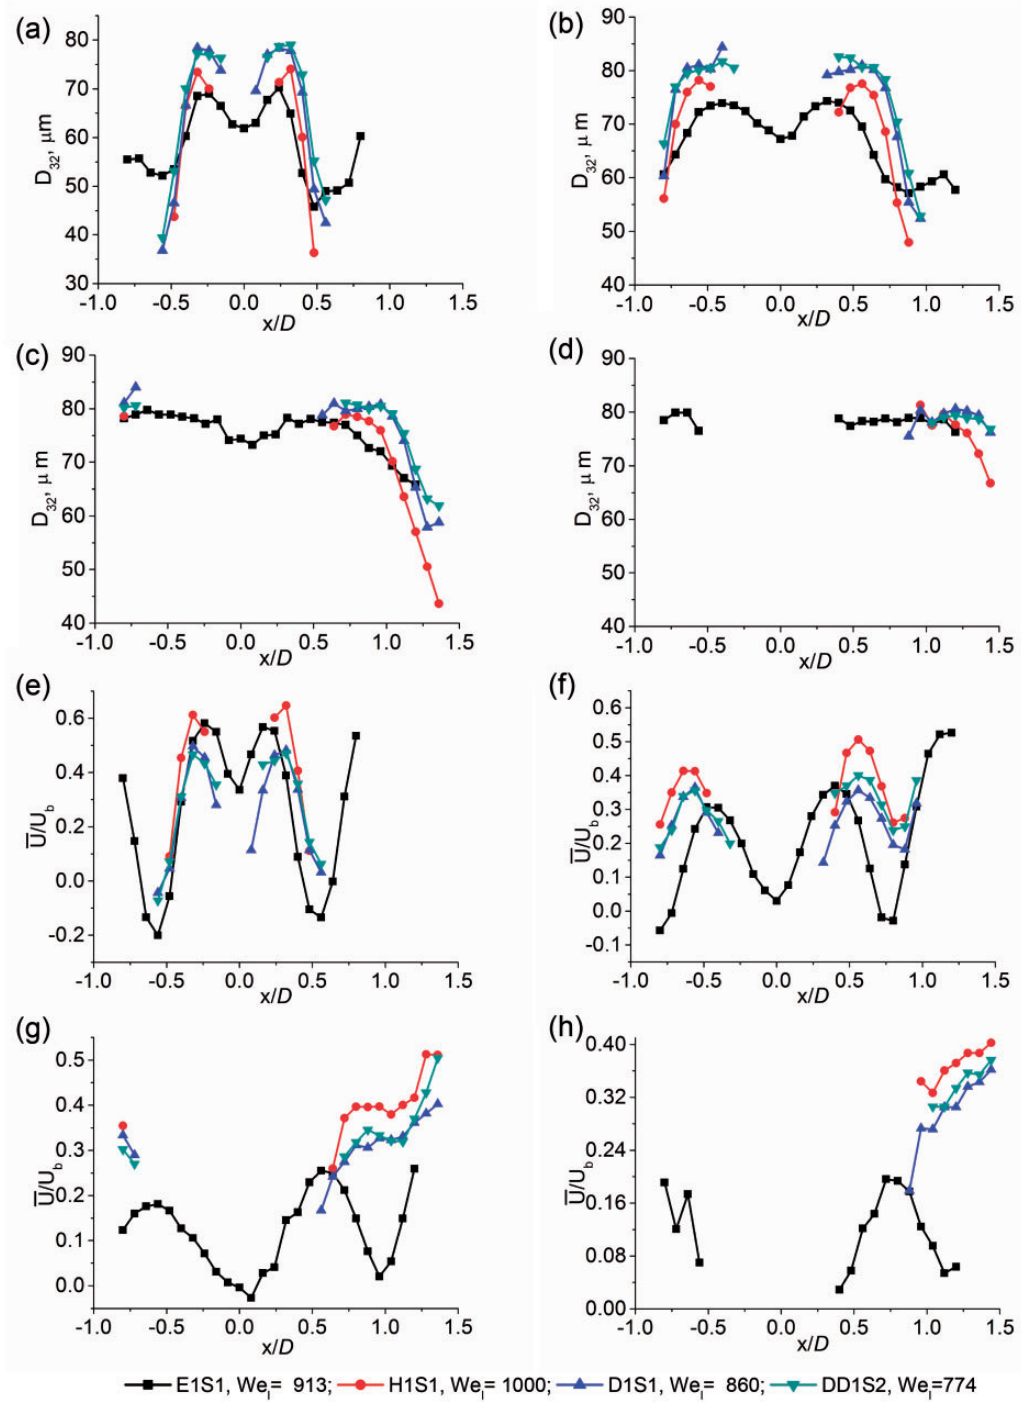 (a)
80
70
60
50
40
30
D32, μm
-1.0 -0.5 0.0 0.5 1.0 1.5
x/D
(b)
90
80
70
60
50
40
D32, μm
-1.0 -0.5 0.0 0.5 1.0 1.5
x/D
(c)
90
80
70
60
50
40
D32, μ m
-1.0 -0.5 0.0 0.5 1.0 1.5
x/D
(d)
90
80
70
60
50
40
D32, μ m
-1.0 -0.5 0.0 0.5 1.0 1.5
x/D
(e)
0.6
0.4
0.2
0.0
-0.2
U̅/Ub
-1.0 -0.5 0.0 0.5 1.0 1.5
x/D
(f)
0.6
0.5
0.4
0.3
0.2
0.1
0.0
-0.1
U̅/Ub
-1.0 -0.5 0.0 0.5 1.0 1.5
x/D
(g)
0.5
0.4
0.3
0.2
0.1
0.0
U̅/Ub
-1.0 -0.5 0.0 0.5 1.0 1.5
x/D
(h)
0.40
0.32
0.24
0.16
0.08
0.00
U̅/Ub
-1.0 -0.5 0.0 0.5 1.0 1.5
x/D
E1S1, Wel= 913; H1S1, Wel= 1000; D1S1, Wel= 860; DD1S2, Wel=774